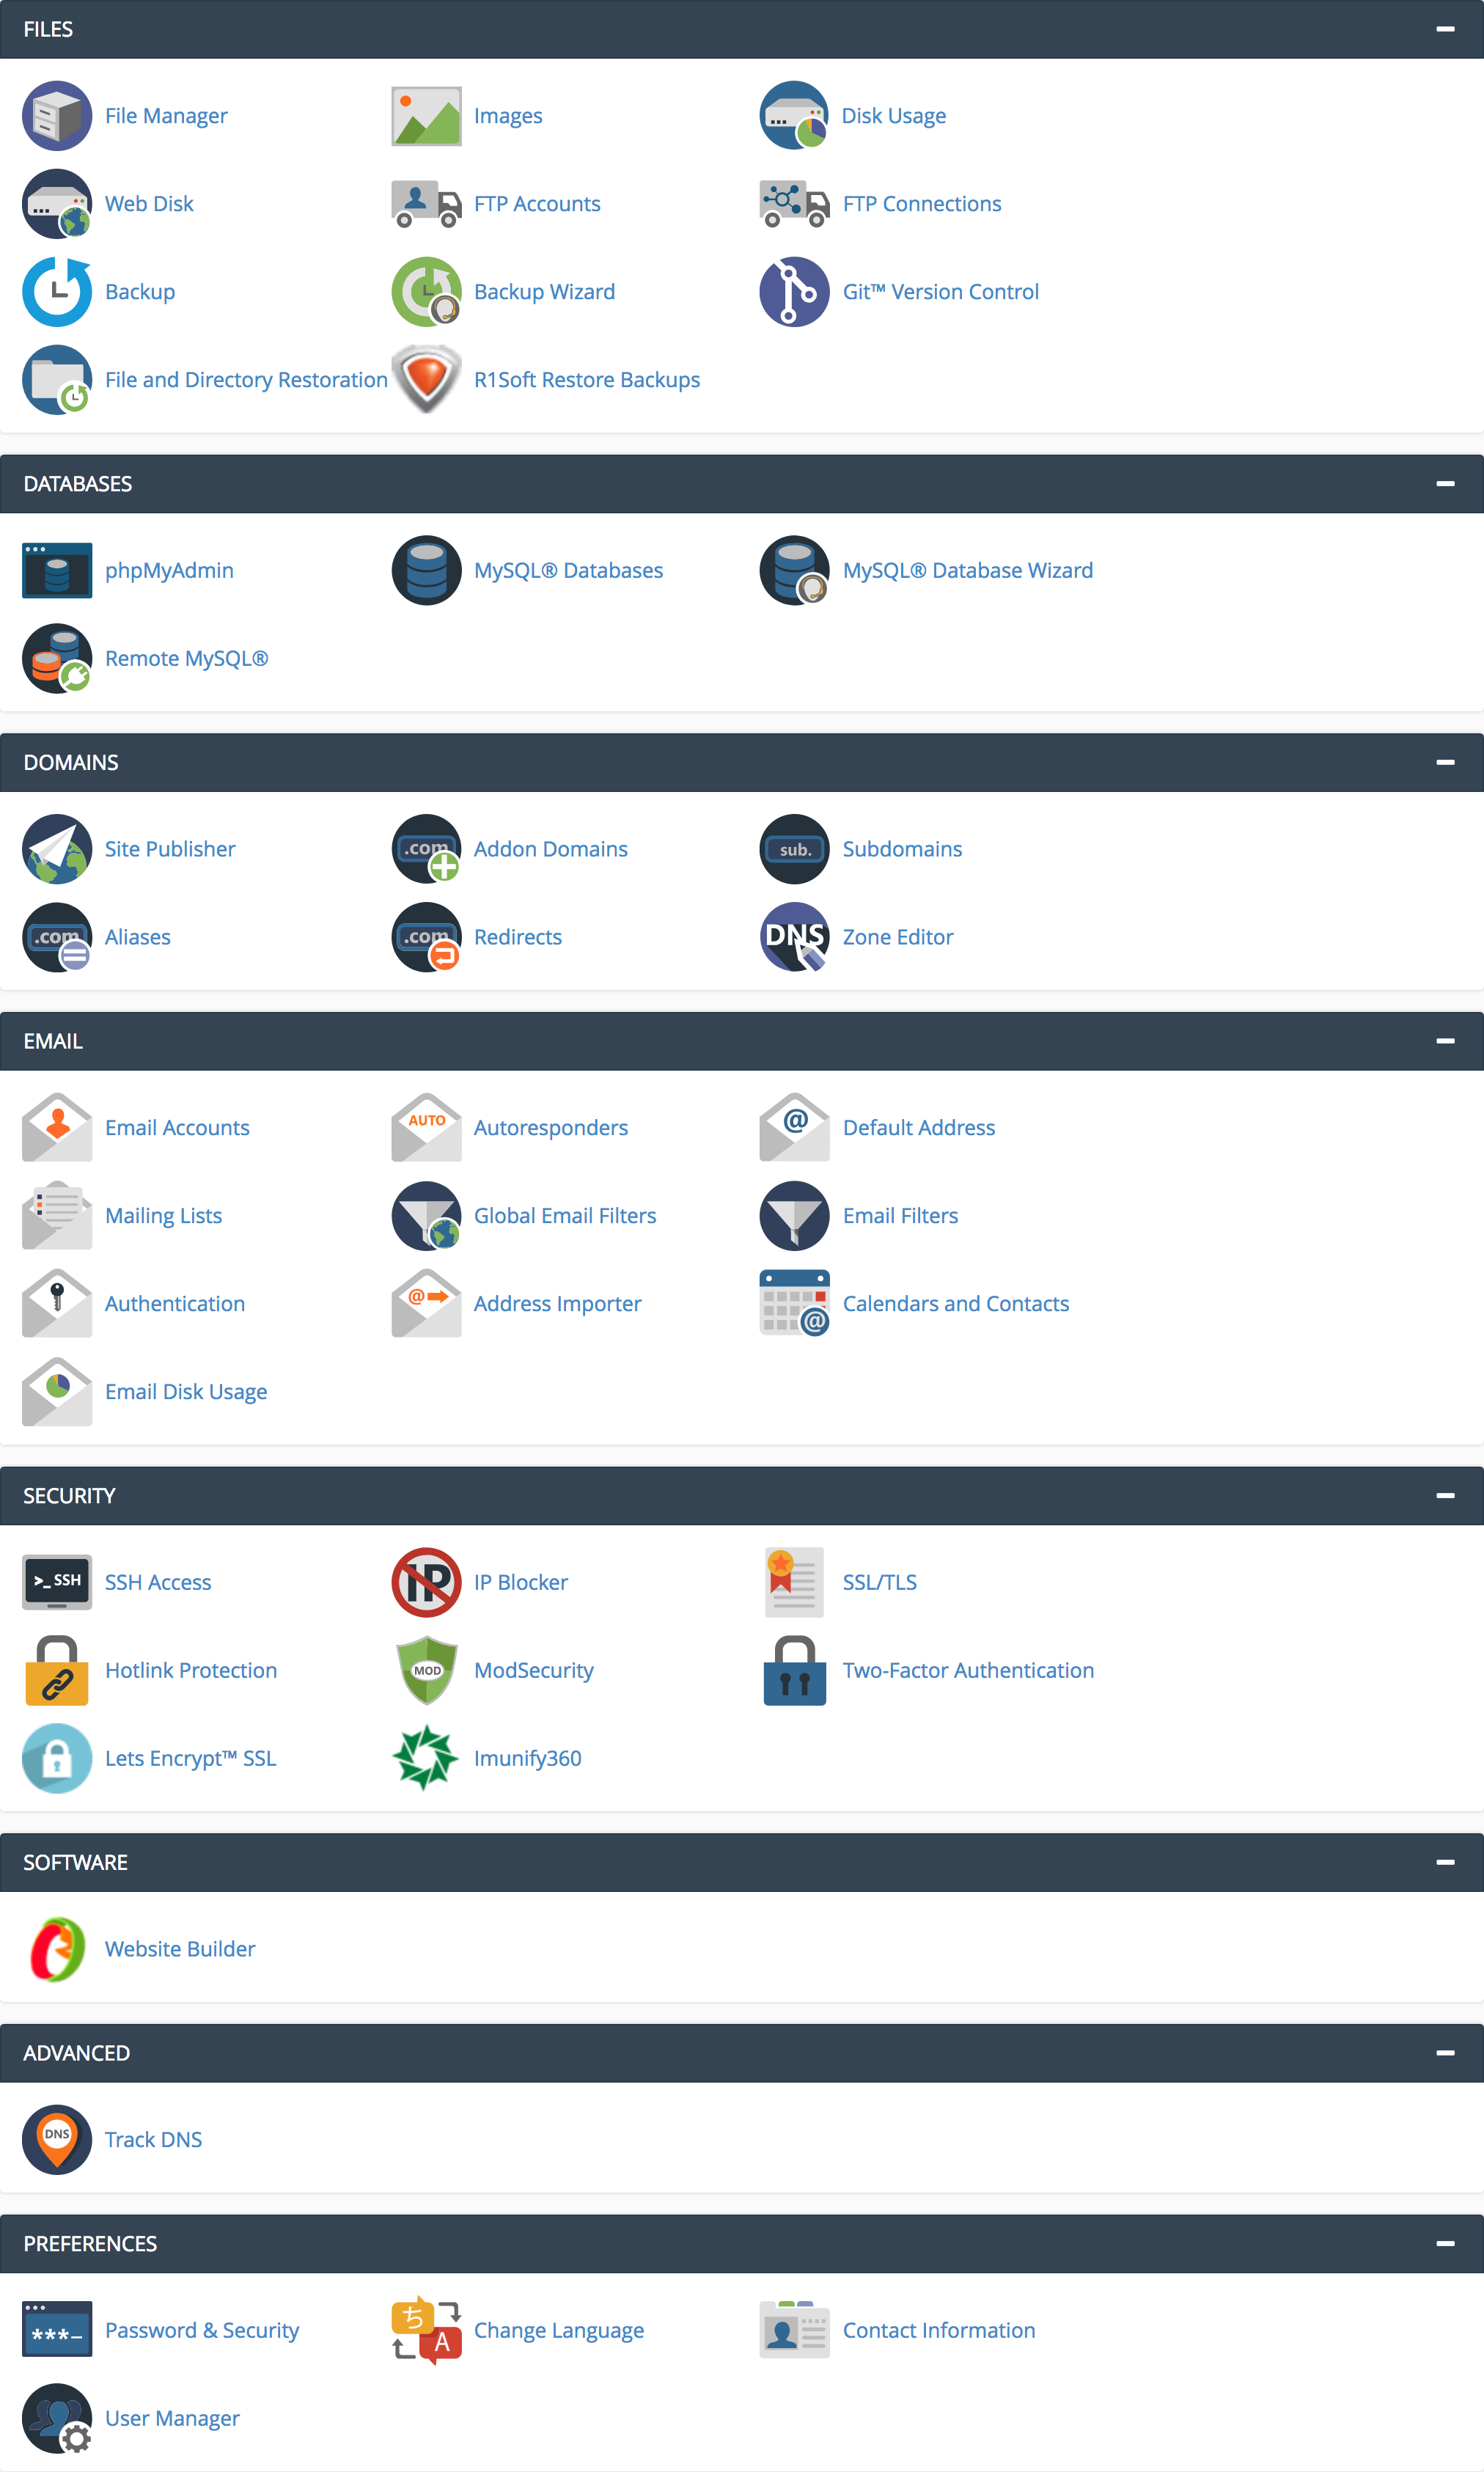 FILES
File Manager
Images
Disk Usage
Web Disk
FTP Accounts
FTP Connections
Backup
Backup Wizard
Git™ Version Control
File and Directory Restoration
R1Soft Restore Backups
DATABASES
phpMyAdmin
MySQL® Databases
MySQL® Database Wizard
Remote MySQL®
DOMAINS
Site Publisher
.com
Addon Domains
sub.
Subdomains
.com
Aliases
.com
Redirects
DNS
Zone Editor
EMAIL
Email Accounts
AUTO
Autoresponders
@
Default Address
Mailing Lists
Global Email Filters
Email Filters
Authentication
@
Address Importer
@
Calendars and Contacts
Email Disk Usage
SECURITY
>_ SSH
SSH Access
IP
IP Blocker
SSL/TLS
Hotlink Protection
MOD
ModSecurity
Two-Factor Authentication
Lets Encrypt™ SSL
Imunify360
SOFTWARE
Website Builder
ADVANCED
DNS
Track DNS
PREFERENCES
***_
Password & Security
ち
A
Change Language
Contact Information
User Manager